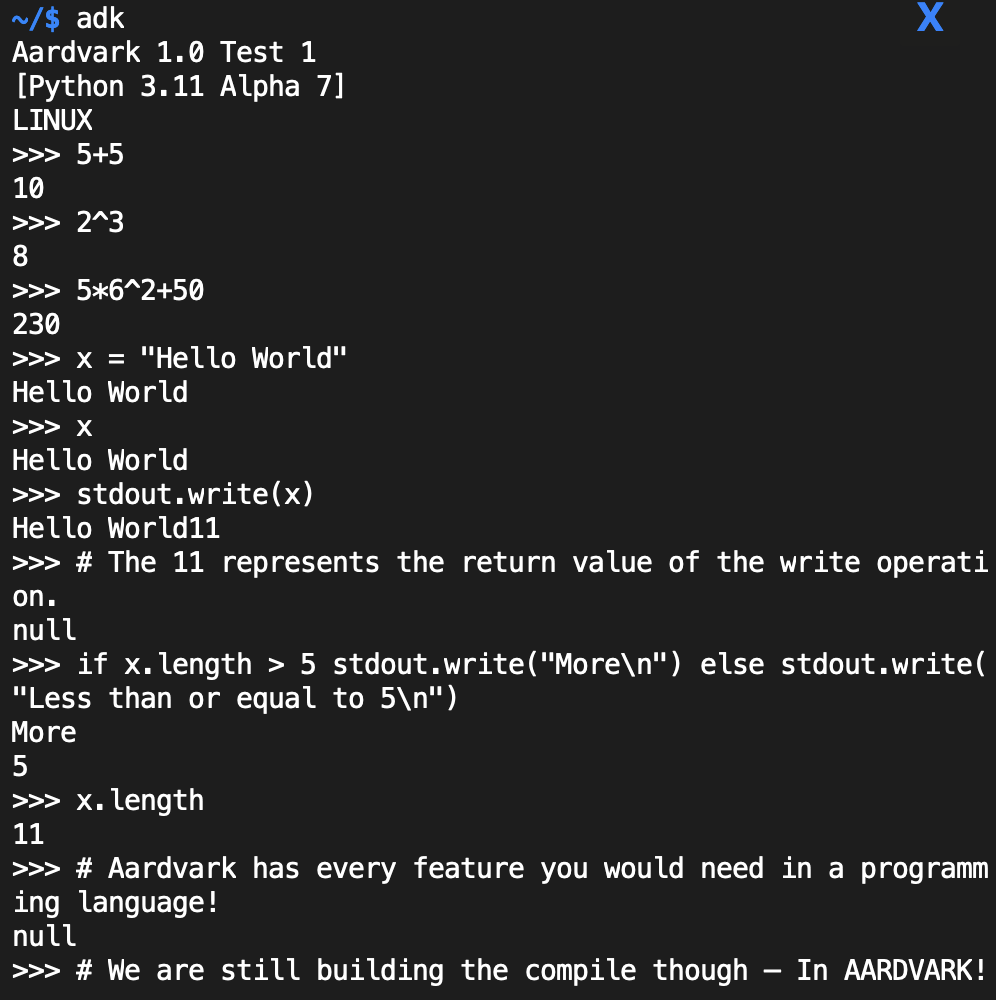 ~/$ adk
X
Aardvark 1.0 Test 1
[Python 3.11 Alpha 7]
LINUX
>>> 5+5
10
>>> 2^3
8
>>> 5*6^2+50
230
>>> x = "Hello World"
Hello World
>>> x
Hello World
>>> stdout.write(x)
Hello World11
>>> # The 11 represents the return value of the write operati
on.
null
>>> if x.length > 5 stdout.write("More\n") else stdout.write(
"Less than or equal to 5\n")
More
5
>>> x.length
11
>>> # Aardvark has every feature you would need in a programm
ing language!
null
>>> # We are still building the compile though – In AARDVARK!